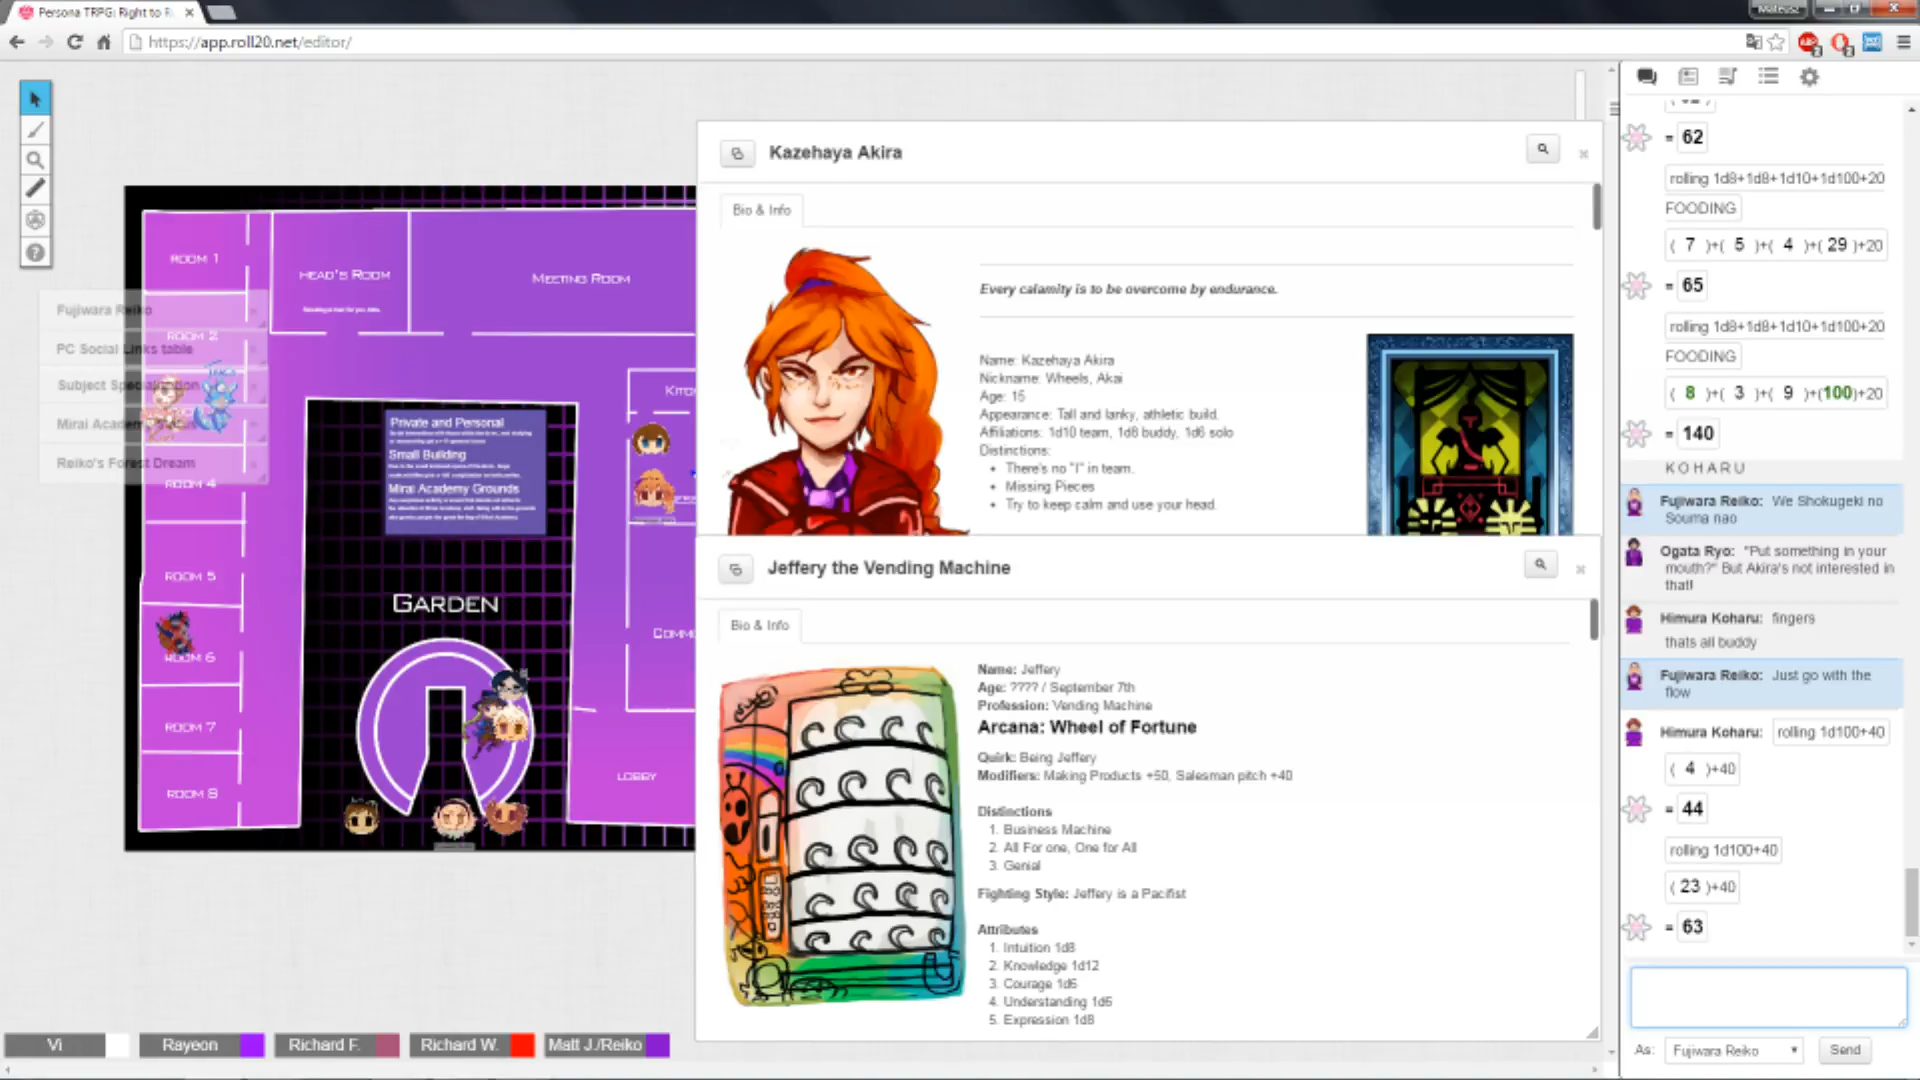 Persona TRPG: Right to R
Mateusz
https://app.roll20.net/editor/
ROOM 1
HEAD'S ROOM
MEETING ROOM
Fujiwara Reiko
ROOM 2
PC Social Links table
Subject Specialization
Mirai Academy
Reiko's Forest Dream
ROOM 4
ROOM 5
ROOM 6
ROOM 7
ROOM 8
Private and Personal
Small Building
Mirai Academy Grounds
GARDEN
LOBBY
Vi
Rayeon
Richard F.
Richard W.
Matt J./Reiko
Kazehaya Akira
Bio & Info
Every calamity is to be overcome by endurance.
Name: Kazehaya Akira
Nickname: Wheels, Akai
Age: 15
Appearance: Tall and lanky, athletic build.
Affiliations: 1d10 team, 1d8 buddy, 1d6 solo
Distinctions:
There's no "I" in team.
Missing Pieces
Try to keep calm and use your head.
Jeffery the Vending Machine
Bio & Info
Name: Jeffery
Age: ???? / September 7th
Profession: Vending Machine
Arcana: Wheel of Fortune
Quirk: Being Jeffery
Modifiers: Making Products +50, Salesman pitch +40
Distinctions
1. Business Machine
2. All For one, One for All
3. Genial
Fighting Style: Jeffery is a Pacifist
Attributes
1. Intuition 1d8
2. Knowledge 1d12
3. Courage 1d6
4. Understanding 1d6
5. Expression 1d8
= 62
rolling 1d8+1d8+1d10+1d100+20
FOODING
( 7 )+( 5 )+( 4 )+( 29 )+20
= 65
rolling 1d8+1d8+1d10+1d100+20
FOODING
( 8 )+( 3 )+( 9 )+(100)+20
= 140
K O H A R U
Fujiwara Reiko: We Shokugeki no
Souma nao
Ogata Ryo: "Put something in your
mouth?" But Akira's not interested in
that!
Himura Koharu: fingers
thats all buddy
Fujiwara Reiko: Just go with the
flow
Himura Koharu: rolling 1d100+40
( 4 )+40
= 44
rolling 1d100+40
( 23 )+40
= 63
As: Fujiwara Reiko
Send